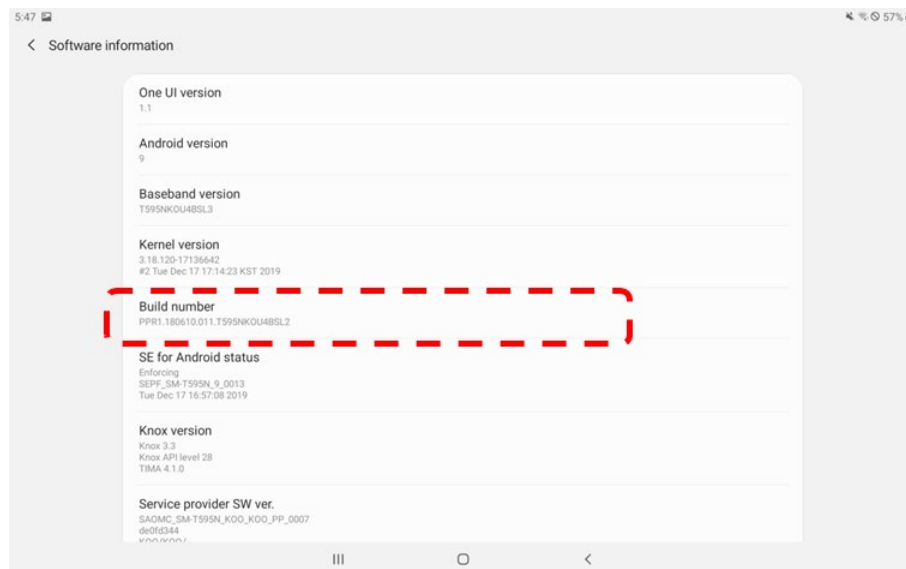 5:47 57%
Software information
One UI version
1.1
Android version
9
Baseband version
T595NKOU4BSL3
Kernel version
3.18.120-17136642
#2 Tue Dec 17 17:14:23 KST 2019
Build number
PPR1.180610.011.T595NKOU4BSL2
SE for Android status
Enforcing
SEPF_SM-T595N_9_0013
Tue Dec 17 16:57:08 2019
Knox version
Knox 3.3
Knox API level 28
TIMA 4.1.0
Service provider SW ver.
SAOMC_SM-T595N_KOO_KOO_PP_0007
de0fd344